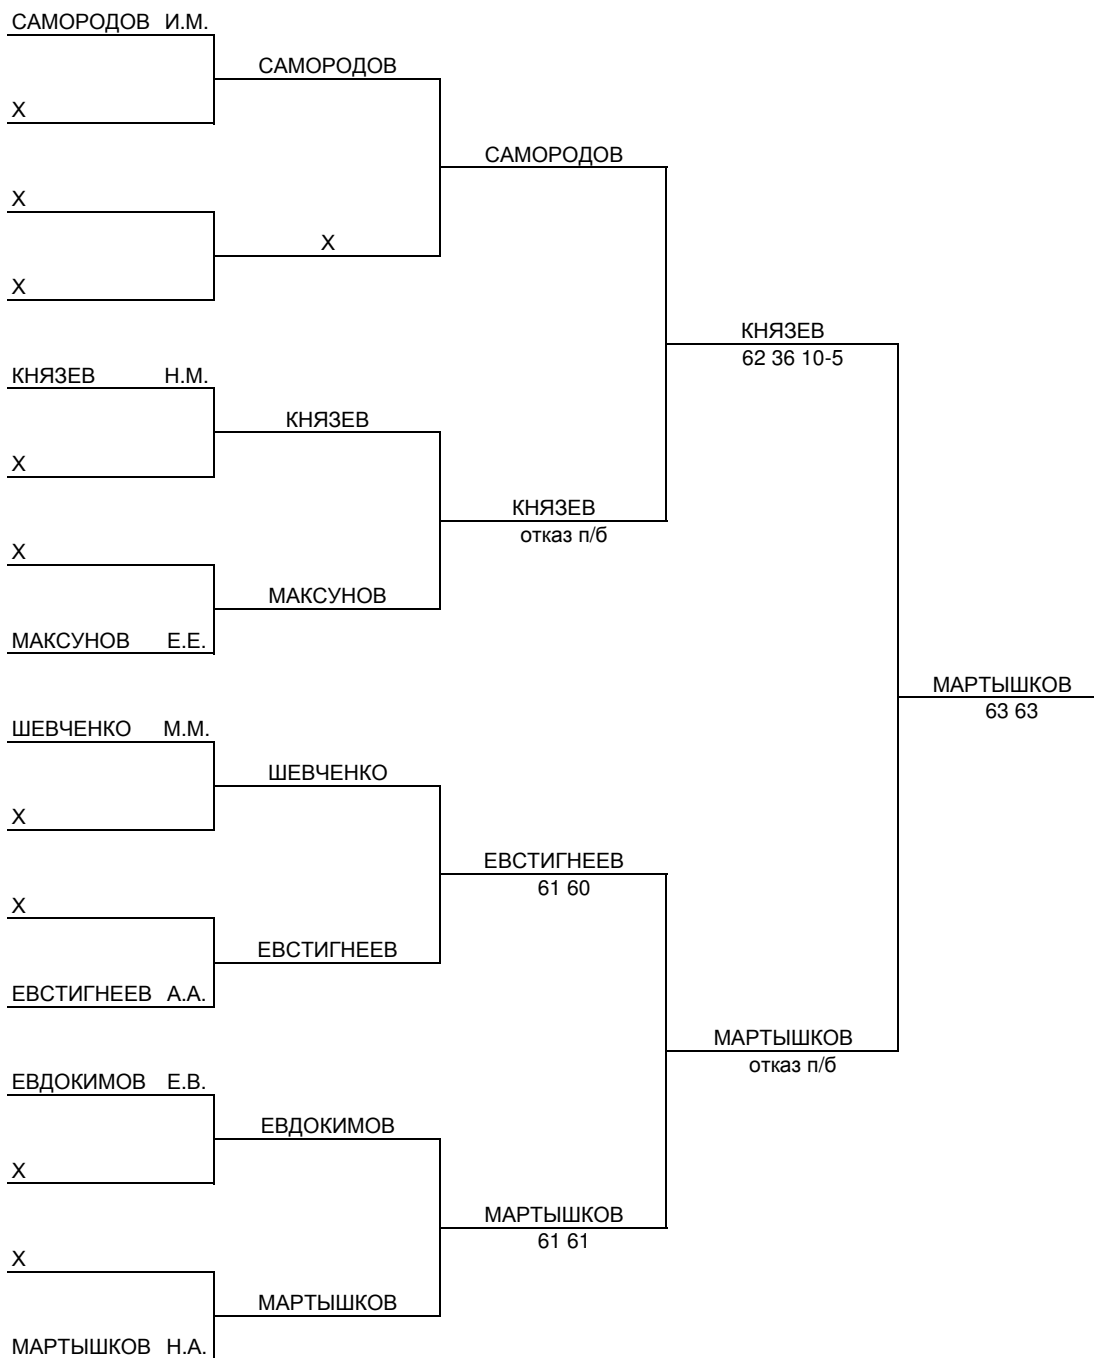 САМОРОДОВ И.М.
САМОРОДОВ
X
САМОРОДОВ
X
X
X
КНЯЗЕВ
62 36 10-5
КНЯЗЕВ Н.М.
КНЯЗЕВ
X
КНЯЗЕВ
отказ п/б
X
МАКСУНОВ
МАКСУНОВ Е.Е.
МАРТЫШКОВ
63 63
ШЕВЧЕНКО М.М.
ШЕВЧЕНКО
X
ЕВСТИГНЕЕВ
61 60
X
ЕВСТИГНЕЕВ
ЕВСТИГНЕЕВ А.А.
МАРТЫШКОВ
отказ п/б
ЕВДОКИМОВ Е.В.
ЕВДОКИМОВ
X
МАРТЫШКОВ
61 61
X
МАРТЫШКОВ
МАРТЫШКОВ Н.А.